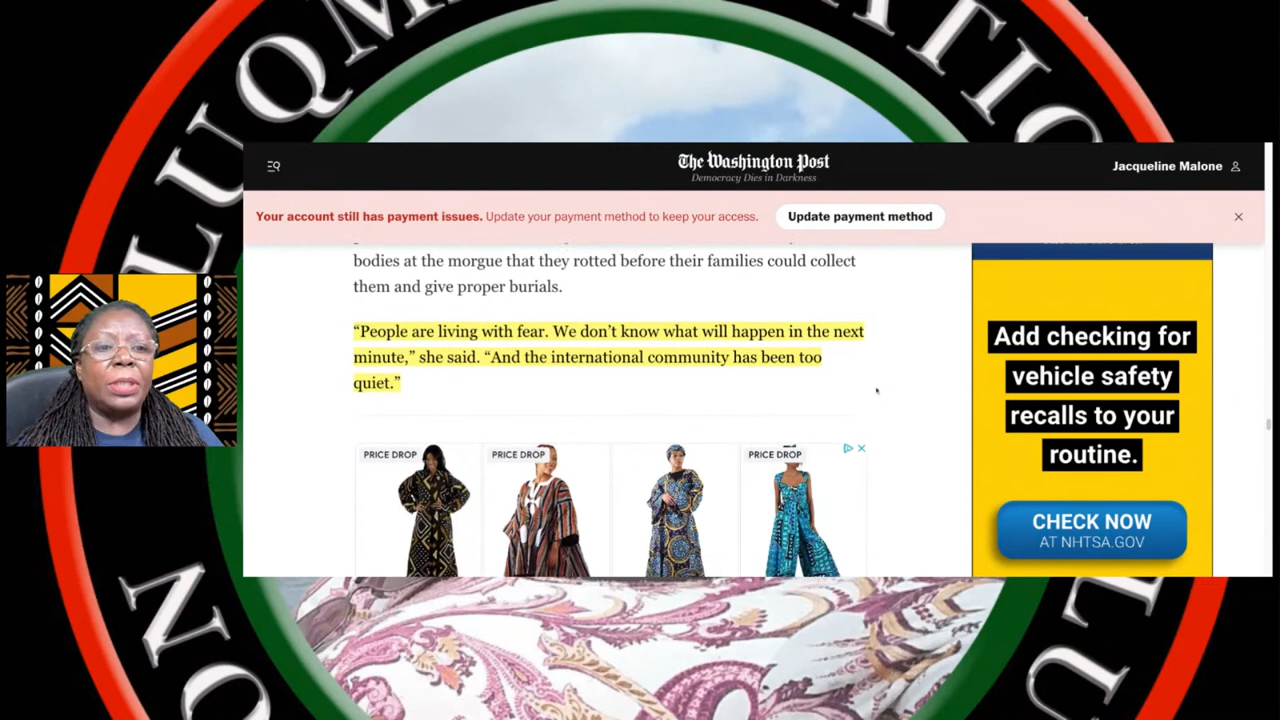 LUQM
The Washington Post
Democracy Dies in Darkness
Jacqueline Malone
Your account still has payment issues. Update your payment method to keep your access.
Update payment method
bodies at the morgue that they rotted before their families could collect
them and give proper burials.
“People are living with fear. We don’t know what will happen in the next
minute,” she said. “And the international community has been too
quiet.”
PRICE DROP
PRICE DROP
PRICE DROP
Add checking for
vehicle safety
recalls to your
routine.
CHECK NOW
AT NHTSA.GOV